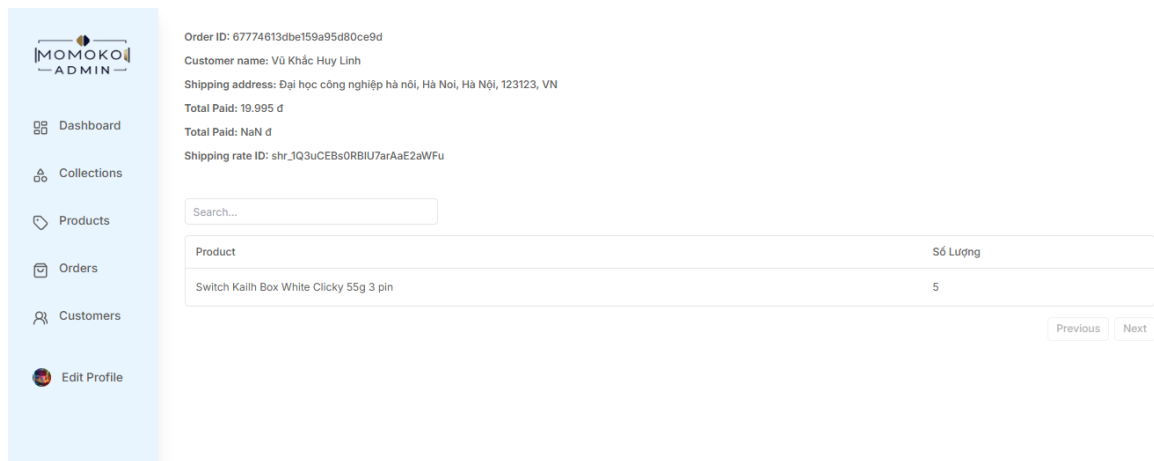 MOMOKOI
ADMIN
Dashboard
Collections
Products
Orders
Customers
Edit Profile
Order ID: 67774613dbe159a95d80ce9d
Customer name: Vũ Khắc Huy Linh
Shipping address: Đại học công nghiệp hà nôi, Hà Noi, Hà Nội, 123123, VN
Total Paid: 19.995 đ
Total Paid: NaN đ
Shipping rate ID: shr_1Q3uCEBs0RBIU7arAaE2aWFu
Search...
Product Số Lượng
Switch Kailh Box White Clicky 55g 3 pin 5
Previous Next